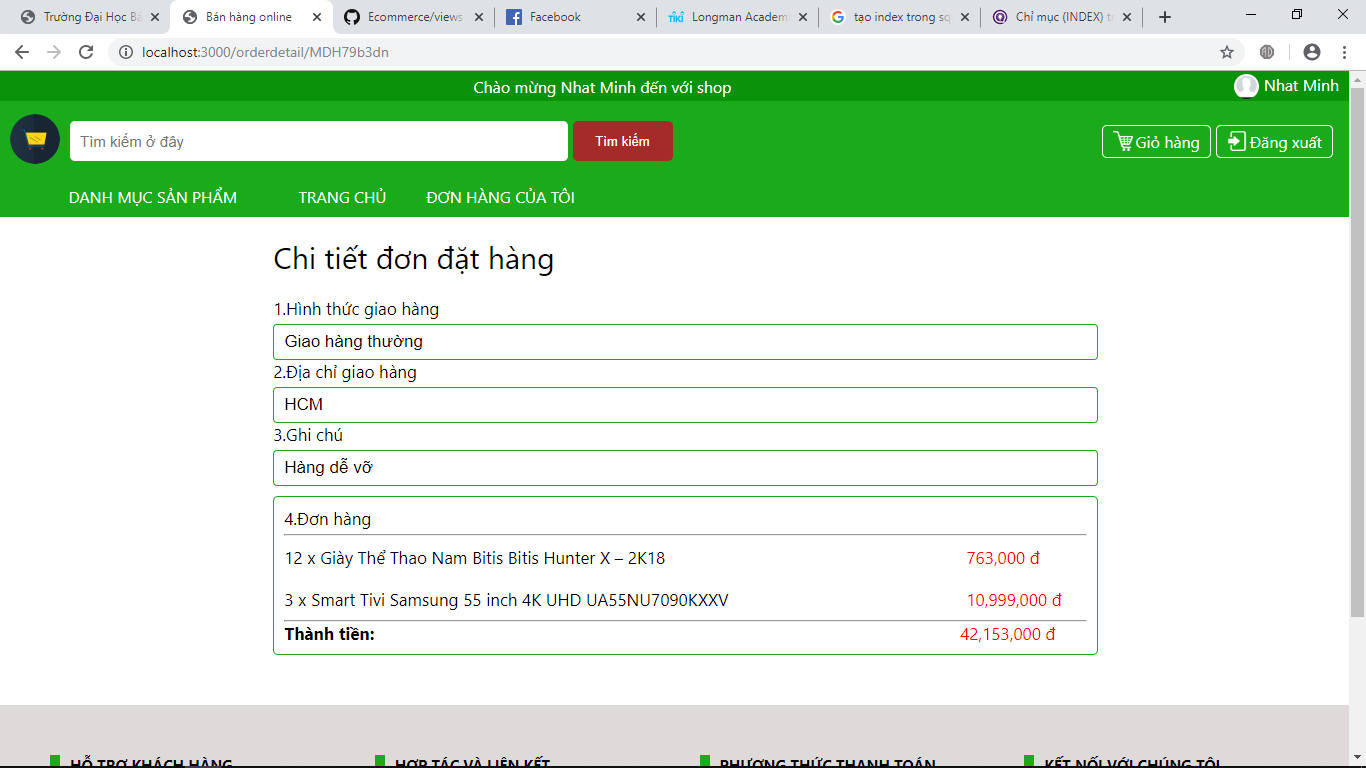 Trường Đại Học Bá
Bán hàng online
Ecommerce/views
Facebook
TIKI Longman Academ
tạo index trong sq
Chỉ mục (INDEX) tr
localhost:3000/orderdetail/MDH79b3dn
Chào mừng Nhat Minh đến với shop
Nhat Minh
Tìm kiếm ở đây
Tìm kiếm
Giỏ hàng
Đăng xuất
DANH MỤC SẢN PHẨM
TRANG CHỦ
ĐƠN HÀNG CỦA TÔI
Chi tiết đơn đặt hàng
1.Hình thức giao hàng
Giao hàng thường
2.Địa chỉ giao hàng
HCM
3.Ghi chú
Hàng dễ vỡ
4.Đơn hàng
12 x Giày Thể Thao Nam Bitis Bitis Hunter X – 2K18 763,000 đ
3 x Smart Tivi Samsung 55 inch 4K UHD UA55NU7090KXXV 10,999,000 đ
Thành tiền: 42,153,000 đ
HỖ TRỢ KHÁCH HÀNG
HỢP TÁC VÀ LIÊN KẾT
PHƯƠNG THỨC THANH TOÁN
KẾT NỐI VỚI CHÚNG TÔI